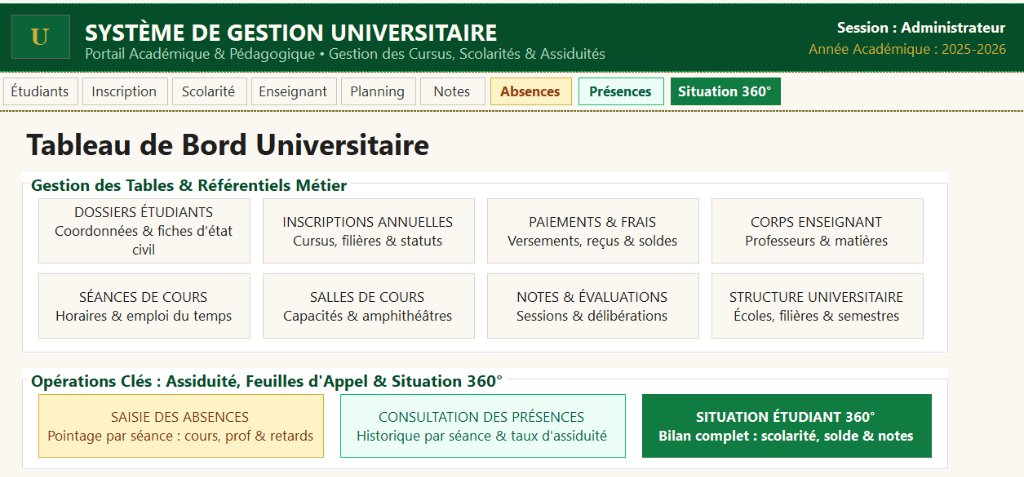 U
SYSTÈME DE GESTION UNIVERSITAIRE
Portail Académique & Pédagogique • Gestion des Cursus, Scolarités & Assiduités
Session : Administrateur
Année Académique : 2025-2026
Étudiants
Inscription
Scolarité
Enseignant
Planning
Notes
Absences
Présences
Situation 360°
Tableau de Bord Universitaire
Gestion des Tables & Référentiels Métier
DOSSIERS ÉTUDIANTS
Coordonnées & fiches d'état
civil
INSCRIPTIONS ANNUELLES
Cursus, filières & statuts
PAIEMENTS & FRAIS
Versements, reçus & soldes
CORPS ENSEIGNANT
Professeurs & matières
SÉANCES DE COURS
Horaires & emploi du temps
SALLES DE COURS
Capacités & amphithéâtres
NOTES & ÉVALUATIONS
Sessions & délibérations
STRUCTURE UNIVERSITAIRE
Écoles, filières & semestres
Opérations Clés : Assiduité, Feuilles d'Appel & Situation 360°
SAISIE DES ABSENCES
Pointage par séance : cours, prof & retards
CONSULTATION DES PRÉSENCES
Historique par séance & taux d'assiduité
SITUATION ÉTUDIANT 360°
Bilan complet : scolarité, solde & notes